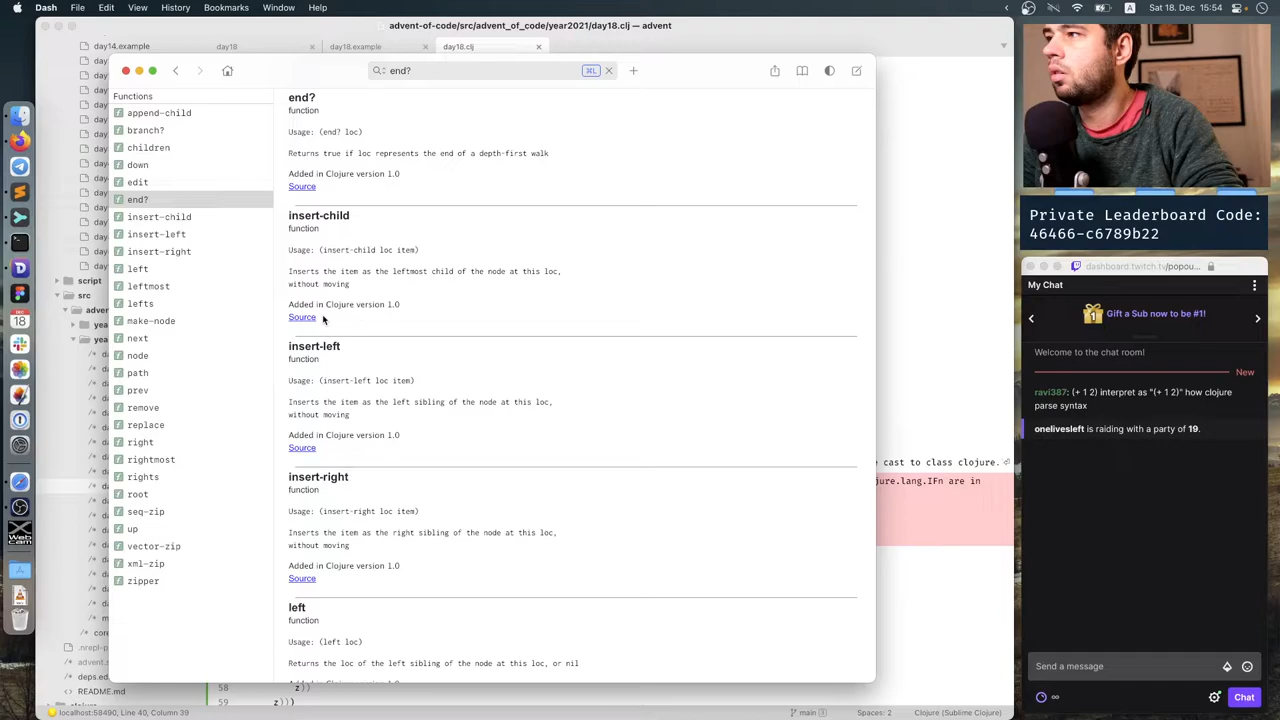 Dash
File
Edit
View
History
Bookmarks
Window
Help
A
Sat 18. Dec 15:54
advent-of-code/src/advent_of_code/year2021/day18.clj — advent
day14.example
day18
day18.example
day18.clj
end?
⌘L
Functions
append-child
branch?
children
down
edit
end?
insert-child
insert-left
insert-right
left
leftmost
lefts
make-node
next
node
path
prev
remove
replace
right
rightmost
rights
root
seq-zip
up
vector-zip
xml-zip
zipper
end?
function
Usage: (end? loc)
Returns true if loc represents the end of a depth-first walk
Added in Clojure version 1.0
Source
insert-child
function
Usage: (insert-child loc item)
Inserts the item as the leftmost child of the node at this loc,
without moving
Added in Clojure version 1.0
Source
insert-left
function
Usage: (insert-left loc item)
Inserts the item as the left sibling of the node at this loc,
without moving
Added in Clojure version 1.0
Source
insert-right
function
Usage: (insert-right loc item)
Inserts the item as the right sibling of the node at this loc,
without moving
Added in Clojure version 1.0
Source
left
function
Usage: (left loc)
Returns the loc of the left sibling of the node at this loc, or nil
script
src
README.md
58 z))
59 z)))
e cast to class clojure.
jure.lang.IFn are in
localhost:58490, Line 40, Column 39
main 3
Spaces: 2
Clojure (Sublime Clojure)
Private Leaderboard Code:
46466-c6789b22
dashboard.twitch.tv/popou...
My Chat
1 Gift a Sub now to be #1!
Welcome to the chat room!
New
ravi387: (+ 1 2) interpret as "(+ 1 2)" how clojure
parse syntax
onelivesleft is raiding with a party of 19.
Send a message
∞
Chat